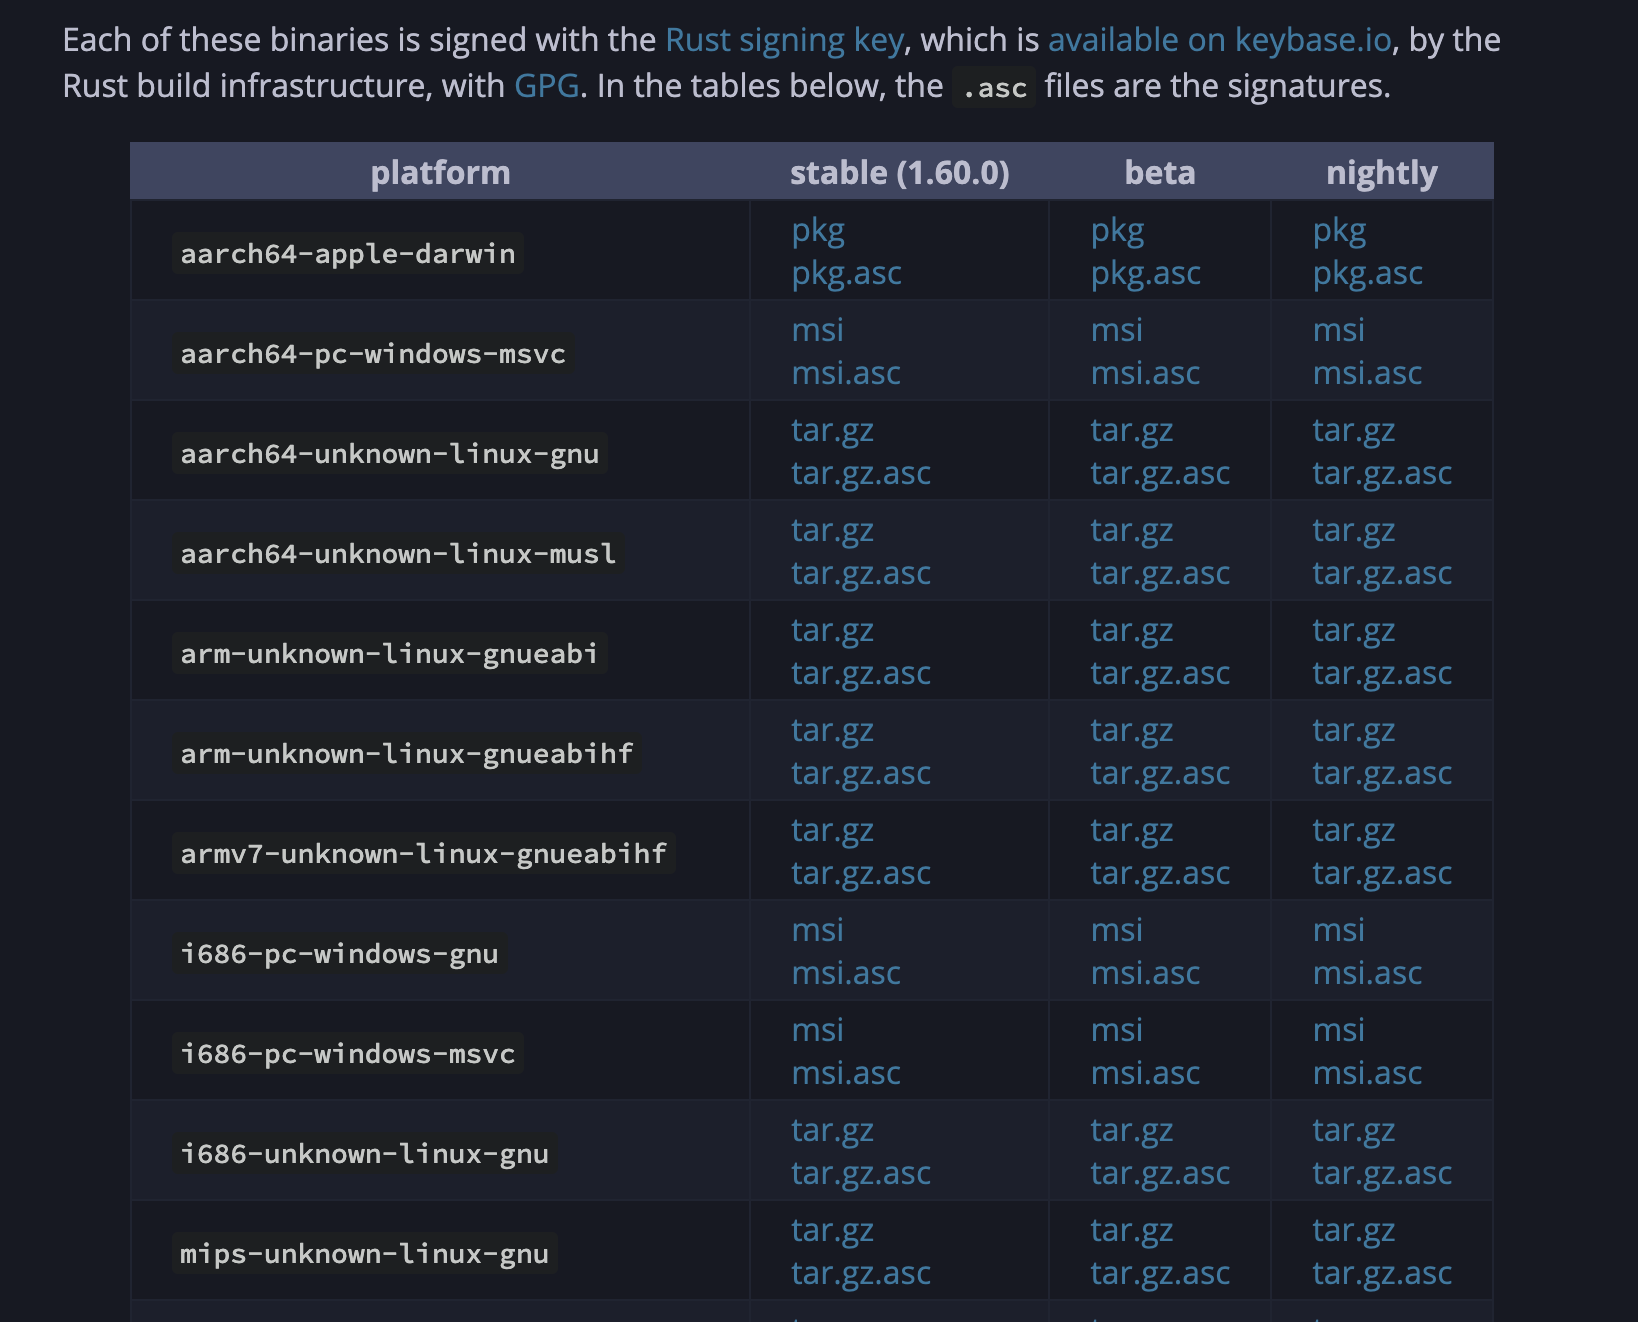 Each of these binaries is signed with the Rust signing key, which is available on keybase.io, by the
Rust build infrastructure, with GPG. In the tables below, the .asc files are the signatures.
platform stable (1.60.0) beta nightly
aarch64-apple-darwin
pkg pkg pkg
pkg.asc pkg.asc pkg.asc
aarch64-pc-windows-msvc
msi msi msi
msi.asc msi.asc msi.asc
aarch64-unknown-linux-gnu
tar.gz tar.gz tar.gz
tar.gz.asc tar.gz.asc tar.gz.asc
aarch64-unknown-linux-musl
tar.gz tar.gz tar.gz
tar.gz.asc tar.gz.asc tar.gz.asc
arm-unknown-linux-gnueabi
tar.gz tar.gz tar.gz
tar.gz.asc tar.gz.asc tar.gz.asc
arm-unknown-linux-gnueabihf
tar.gz tar.gz tar.gz
tar.gz.asc tar.gz.asc tar.gz.asc
armv7-unknown-linux-gnueabihf
tar.gz tar.gz tar.gz
tar.gz.asc tar.gz.asc tar.gz.asc
i686-pc-windows-gnu
msi msi msi
msi.asc msi.asc msi.asc
i686-pc-windows-msvc
msi msi msi
msi.asc msi.asc msi.asc
i686-unknown-linux-gnu
tar.gz tar.gz tar.gz
tar.gz.asc tar.gz.asc tar.gz.asc
mips-unknown-linux-gnu
tar.gz tar.gz tar.gz
tar.gz.asc tar.gz.asc tar.gz.asc